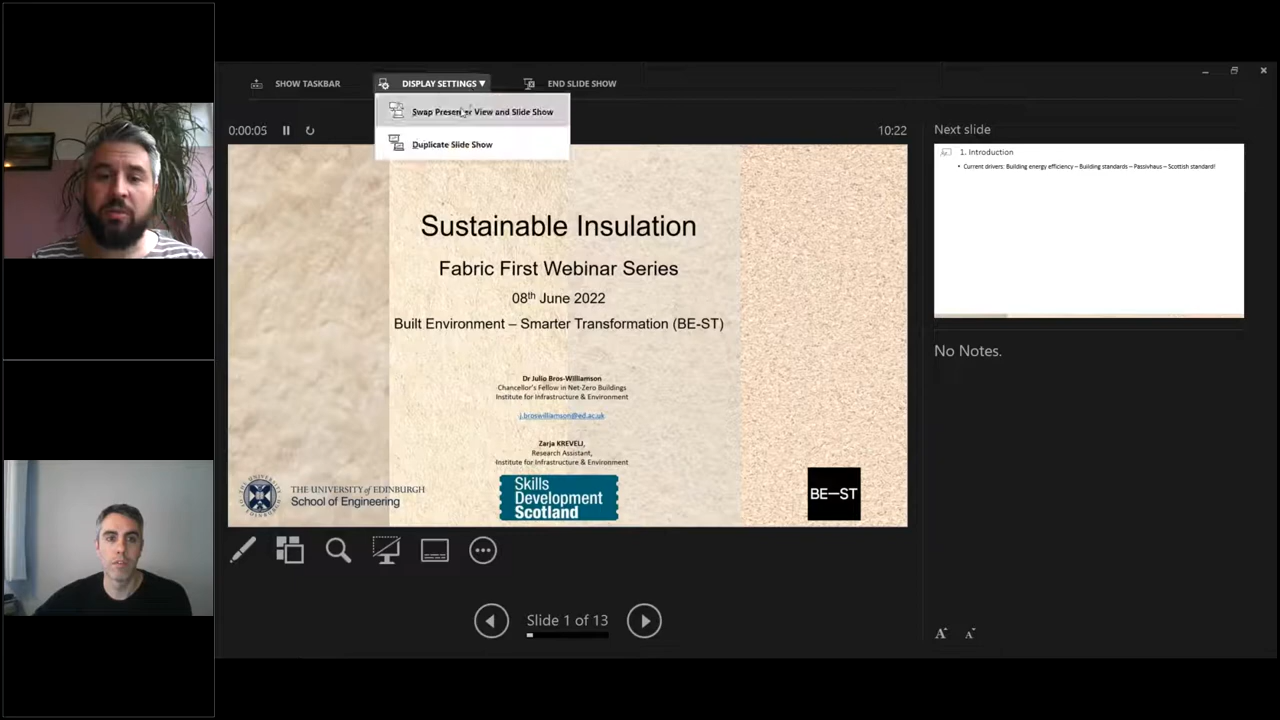 SHOW TASKBAR
DISPLAY SETTINGS ▼
END SLIDE SHOW
Swap Presenter View and Slide Show
Duplicate Slide Show
0:00:05
10:22
Next slide
1. Introduction
• Current drivers: Building energy efficiency – Building standards – Passivhaus – Scottish standard!
No Notes.
Sustainable Insulation
Fabric First Webinar Series
08th June 2022
Built Environment – Smarter Transformation (BE-ST)
Dr Julio Bros-Williamson
Chancellor's Fellow in Net-Zero Buildings
Institute for Infrastructure & Environment
j.broswilliamson@ed.ac.uk
Zarja KREVELJ,
Research Assistant,
Institute for Infrastructure & Environment
THE UNIVERSITY of EDINBURGH
School of Engineering
Skills
Development
Scotland
BE—ST
Slide 1 of 13
A A